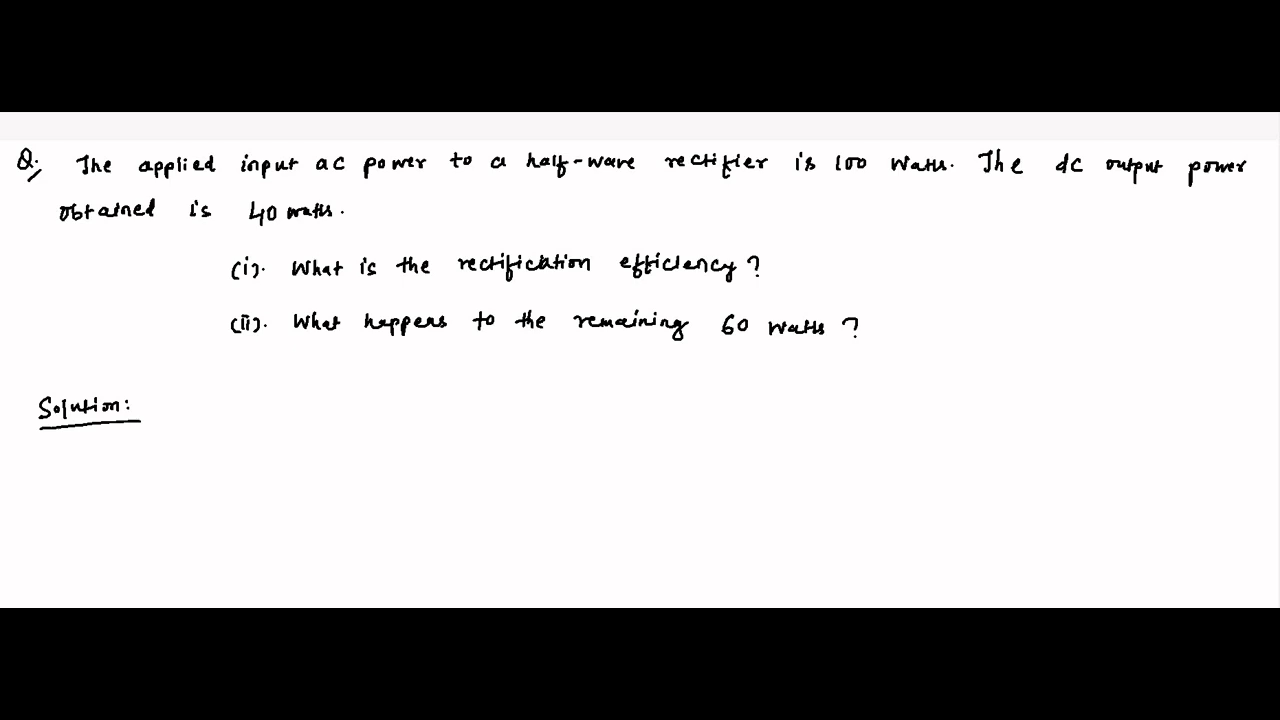 Q. The applied input ac power to a half-wave rectifier is 100 watts. The dc output power
obtained is 40 watts.
(i). What is the rectification efficiency?
(ii). What happens to the remaining 60 watts?
Solution: